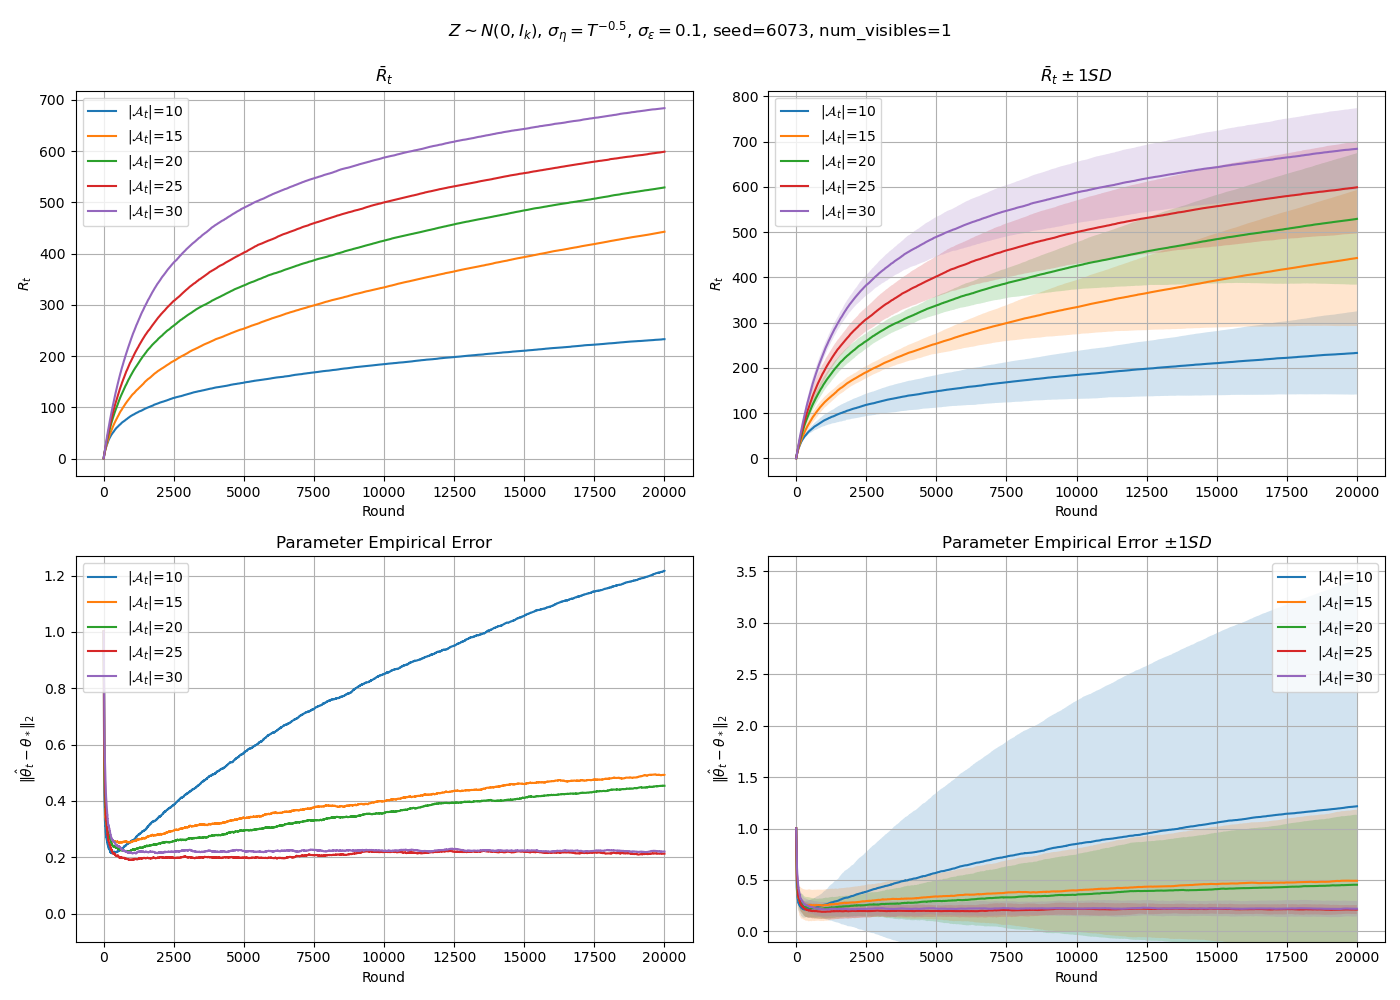 Z ∼ N(0, I_k), σ_η = T^{−0.5}, σ_ε = 0.1, seed=6073, num_visibles=1
R̄_t
R_t
700
600
500
400
300
200
100
0
|𝒜_t|=10
|𝒜_t|=15
|𝒜_t|=20
|𝒜_t|=25
|𝒜_t|=30
0 2500 5000 7500 10000 12500 15000 17500 20000
Round
R̄_t ± 1SD
R_t
800
700
600
500
400
300
200
100
0
|𝒜_t|=10
|𝒜_t|=15
|𝒜_t|=20
|𝒜_t|=25
|𝒜_t|=30
0 2500 5000 7500 10000 12500 15000 17500 20000
Round
Parameter Empirical Error
‖θ̂_t − θ_*‖_2
1.2
1.0
0.8
0.6
0.4
0.2
0.0
|𝒜_t|=10
|𝒜_t|=15
|𝒜_t|=20
|𝒜_t|=25
|𝒜_t|=30
0 2500 5000 7500 10000 12500 15000 17500 20000
Round
Parameter Empirical Error ±1SD
‖θ̂_t − θ_*‖_2
3.5
3.0
2.5
2.0
1.5
1.0
0.5
0.0
|𝒜_t|=10
|𝒜_t|=15
|𝒜_t|=20
|𝒜_t|=25
|𝒜_t|=30
0 2500 5000 7500 10000 12500 15000 17500 20000
Round